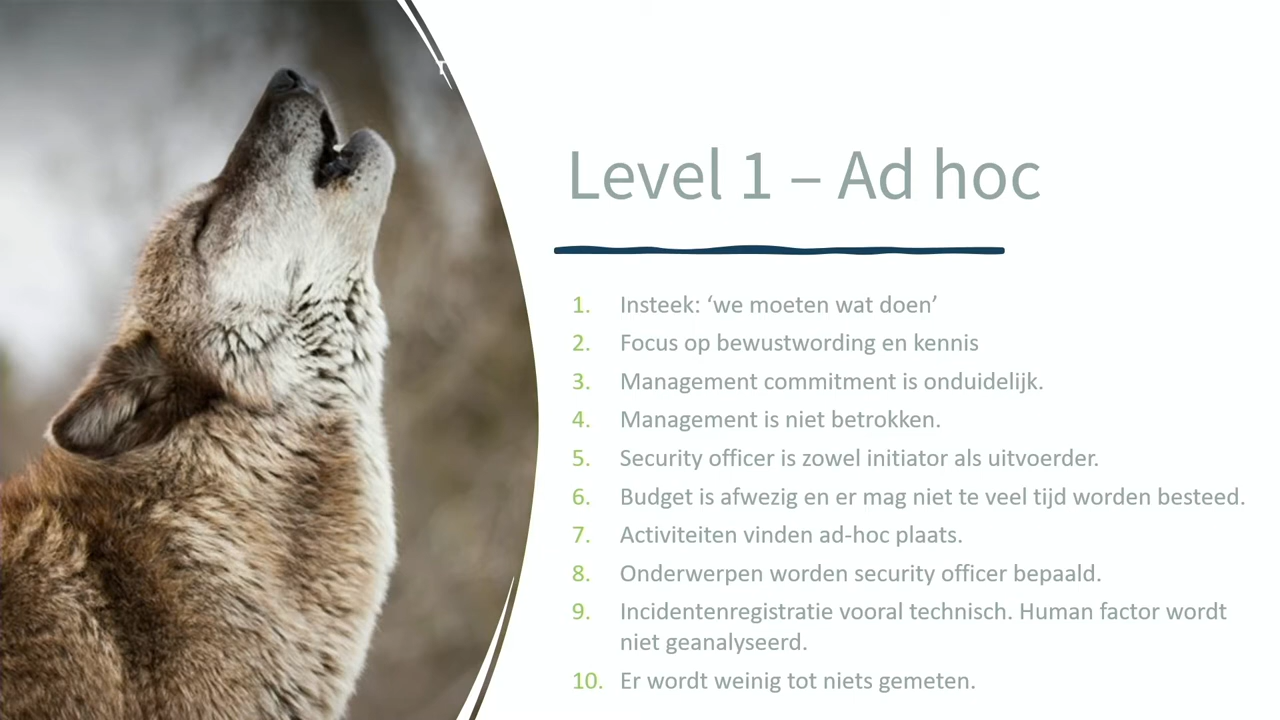 Level 1 – Ad hoc
1. Insteek: ‘we moeten wat doen’
2. Focus op bewustwording en kennis
3. Management commitment is onduidelijk.
4. Management is niet betrokken.
5. Security officer is zowel initiator als uitvoerder.
6. Budget is afwezig en er mag niet te veel tijd worden besteed.
7. Activiteiten vinden ad-hoc plaats.
8. Onderwerpen worden security officer bepaald.
9. Incidentenregistratie vooral technisch. Human factor wordt
niet geanalyseerd.
10. Er wordt weinig tot niets gemeten.